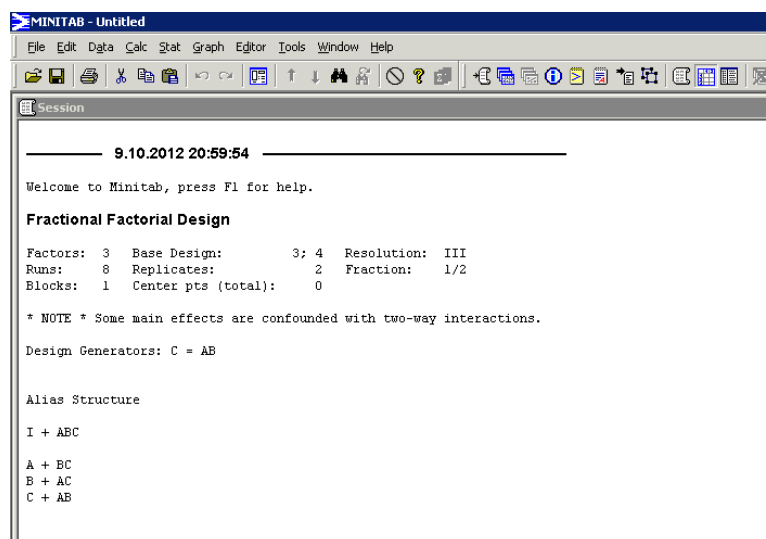 MINITAB - Untitled
File Edit Data Calc Stat Graph Editor Tools Window Help
Session
9.10.2012 20:59:54
Welcome to Minitab, press F1 for help.
Fractional Factorial Design
Factors: 3 Base Design: 3; 4 Resolution: III
Runs: 8 Replicates: 2 Fraction: 1/2
Blocks: 1 Center pts (total): 0
* NOTE * Some main effects are confounded with two-way interactions.
Design Generators: C = AB
Alias Structure
I + ABC
A + BC
B + AC
C + AB